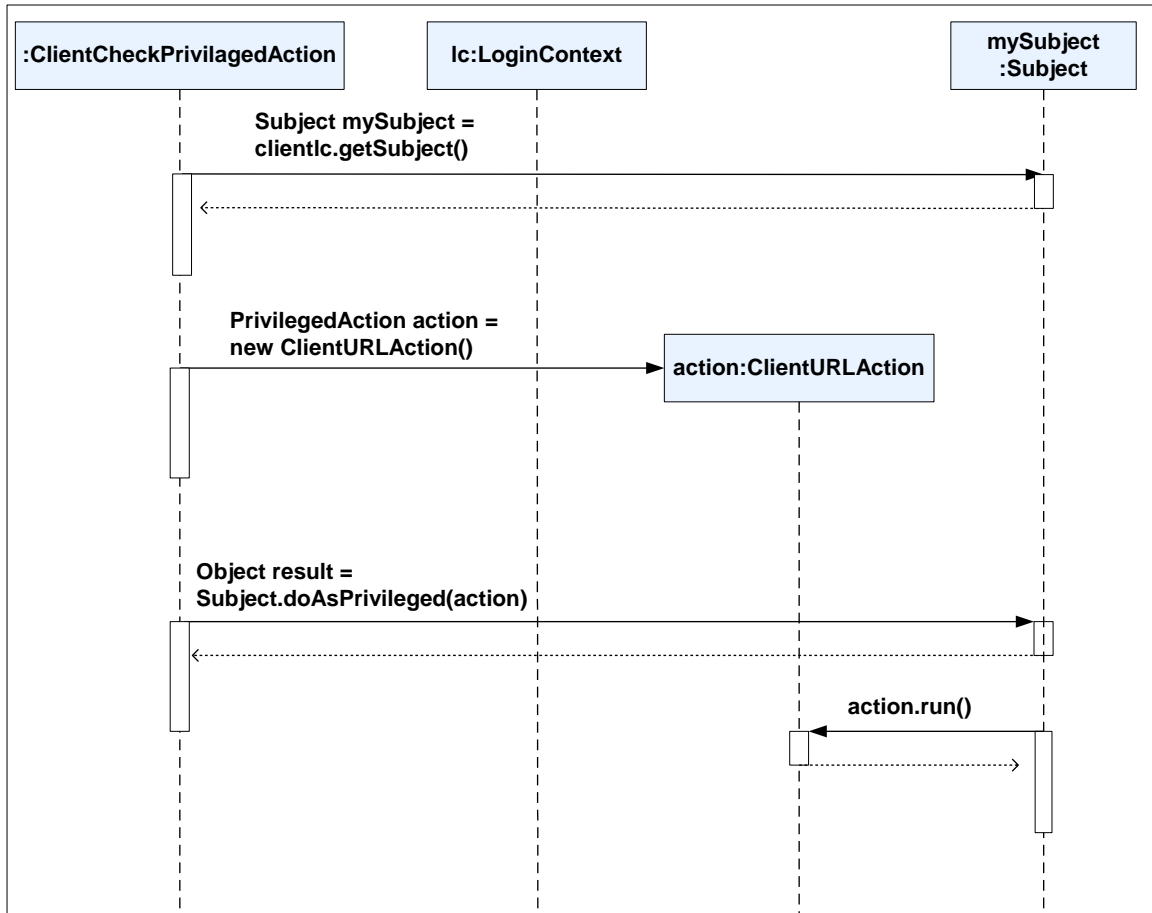 :ClientCheckPrivilagedAction
lc:LoginContext
mySubject
:Subject
Subject mySubject =
clientlc.getSubject()
PrivilegedAction action =
new ClientURLAction()
action:ClientURLAction
Object result =
Subject.doAsPrivileged(action)
action.run()